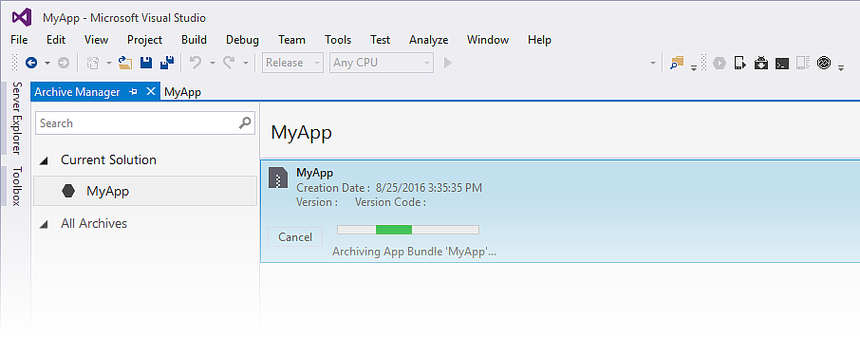 MyApp - Microsoft Visual Studio
File Edit View Project Build Debug Team Tools Test Analyze Window Help
Release Any CPU
Server Explorer
Toolbox
Archive Manager MyApp
Search
Current Solution
MyApp
All Archives
MyApp
MyApp
Creation Date : 8/25/2016 3:35:35 PM
Version : Version Code :
Cancel
Archiving App Bundle 'MyApp'...